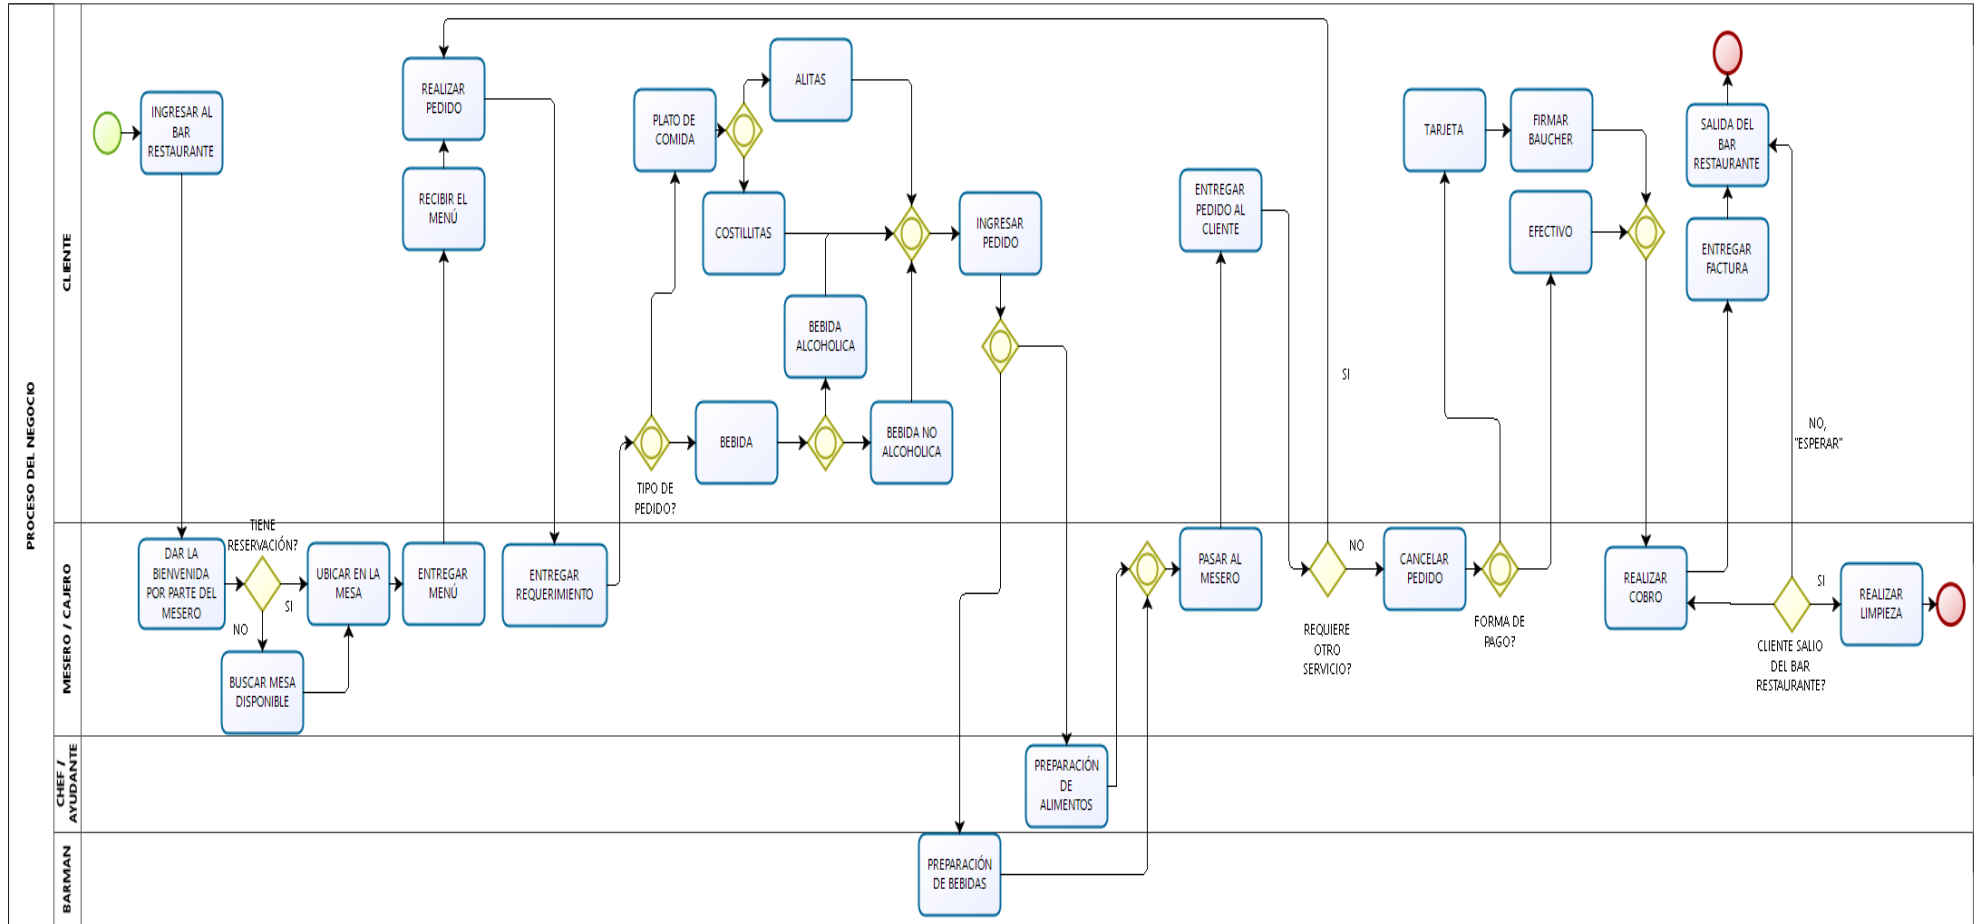 PROCESO DEL NEGOCIO
CLIENTE
INGRESAR AL
BAR
RESTAURANTE
REALIZAR
PEDIDO
RECIBIR EL
MENÚ
PLATO DE
COMIDA
ALITAS
COSTILLITAS
BEBIDA
ALCOHOLICA
BEBIDA
BEBIDA NO
ALCOHOLICA
TIPO DE
PEDIDO?
INGRESAR
PEDIDO
ENTREGAR
PEDIDO AL
CLIENTE
SI
TARJETA
FIRMAR
BAUCHER
EFECTIVO
SALIDA DEL
BAR
RESTAURANTE
ENTREGAR
FACTURA
NO,
"ESPERAR"
MESERO / CAJERO
DAR LA
BIENVENIDA
POR PARTE DEL
MESERO
TIENE
RESERVACIÓN?
SI
NO
BUSCAR MESA
DISPONIBLE
UBICAR EN LA
MESA
ENTREGAR
MENÚ
ENTREGAR
REQUERIMIENTO
PASAR AL
MESERO
REQUIERE
OTRO
SERVICIO?
NO
CANCELAR
PEDIDO
FORMA DE
PAGO?
REALIZAR
COBRO
CLIENTE SALIO
DEL BAR
RESTAURANTE?
SI
REALIZAR
LIMPIEZA
CHEF /
AYUDANTE
PREPARACIÓN
DE
ALIMENTOS
BARMAN
PREPARACIÓN
DE BEBIDAS